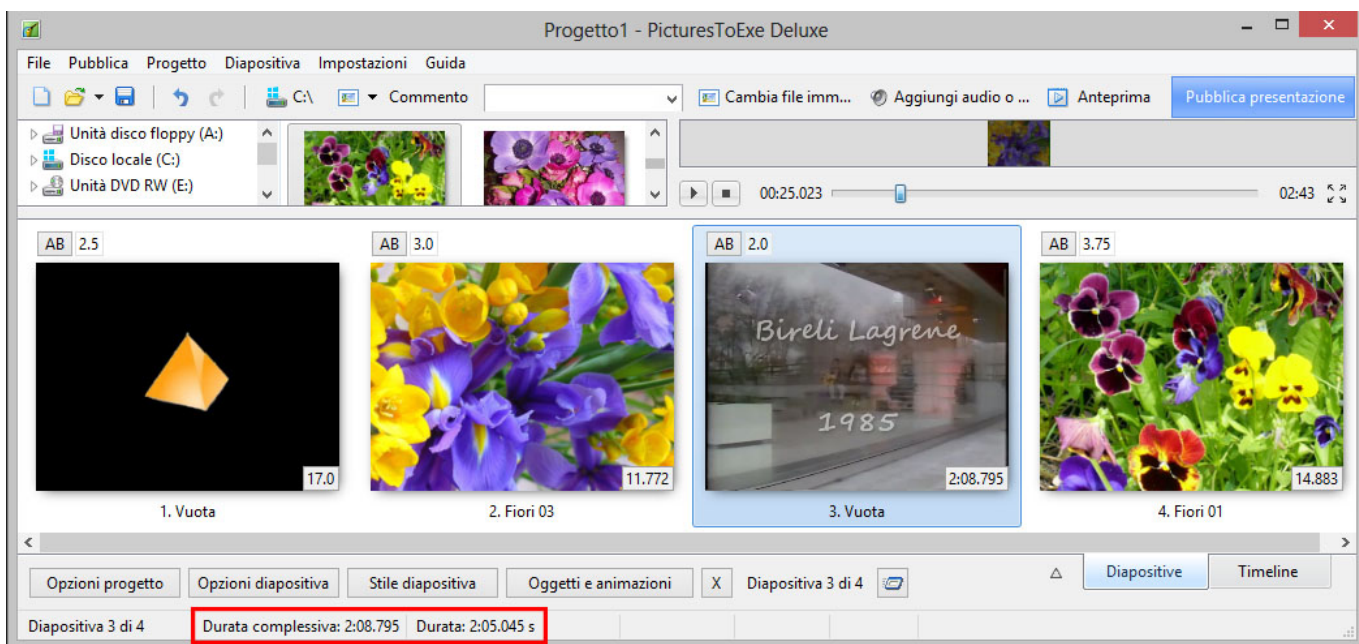 Progetto1 - PicturesToExe Deluxe
File Pubblica Progetto Diapositiva Impostazioni Guida
C:\ Commento Cambia file imm... Aggiungi audio o ... Anteprima Pubblica presentazione
Unità disco floppy (A:)
Disco locale (C:)
Unità DVD RW (E:)
00:25.023 02:43
AB 2.5 AB 3.0 AB 2.0 AB 3.75
Bireli Lagrene
1985
17.0 11.772 2:08.795 14.883
1. Vuota 2. Fiori 03 3. Vuota 4. Fiori 01
Opzioni progetto Opzioni diapositiva Stile diapositiva Oggetti e animazioni X Diapositiva 3 di 4 Diapositive Timeline
Diapositiva 3 di 4 Durata complessiva: 2:08.795 Durata: 2:05.045 s